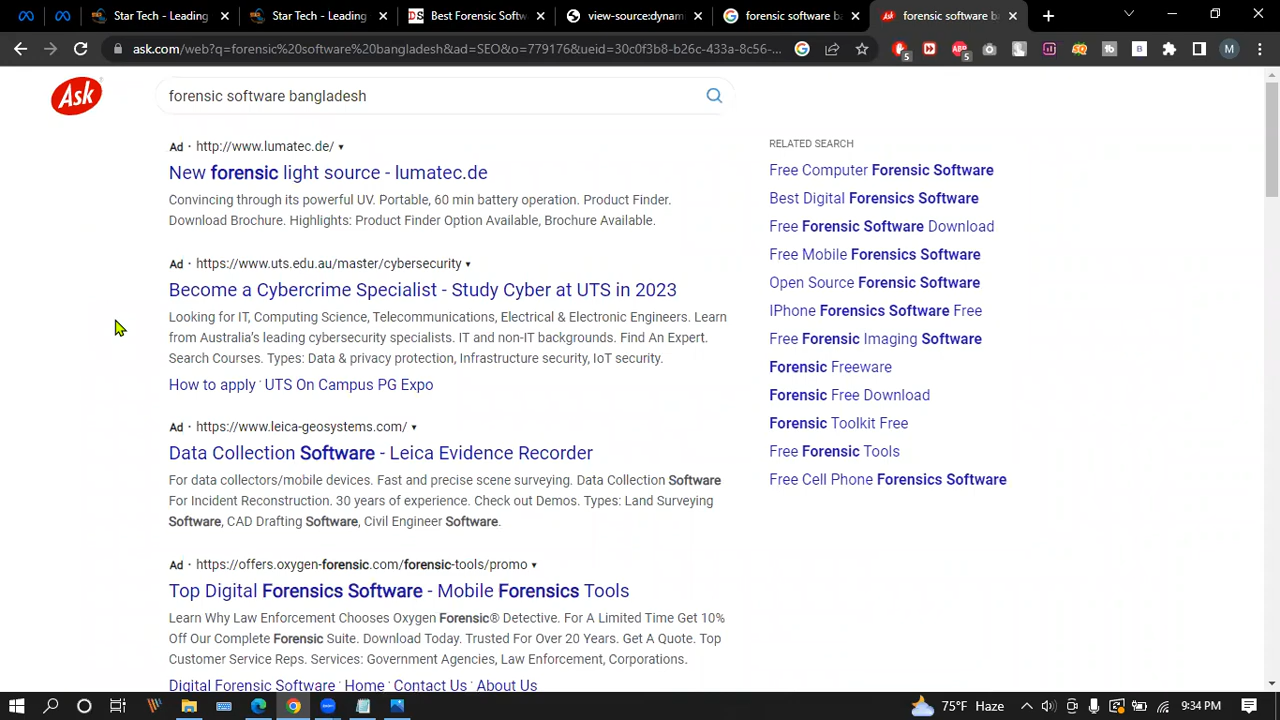 Star Tech - Leading
Star Tech - Leading
Best Forensic Softw
view-source:dynam
forensic software b
forensic software b
ask.com/web?q=forensic%20software%20bangladesh&ad=SEO&o=779176&ueid=30c0f3b8-b26c-433a-8c56-...
5
ABP
5
M
Ask
forensic software bangladesh
Ad · http://www.lumatec.de/
New forensic light source - lumatec.de
Convincing through its powerful UV. Portable, 60 min battery operation. Product Finder.
Download Brochure. Highlights: Product Finder Option Available, Brochure Available.
Ad · https://www.uts.edu.au/master/cybersecurity
Become a Cybercrime Specialist - Study Cyber at UTS in 2023
Looking for IT, Computing Science, Telecommunications, Electrical & Electronic Engineers. Learn
from Australia's leading cybersecurity specialists. IT and non-IT backgrounds. Find An Expert.
Search Courses. Types: Data & privacy protection, Infrastructure security, IoT security.
How to apply · UTS On Campus PG Expo
Ad · https://www.leica-geosystems.com/
Data Collection Software - Leica Evidence Recorder
For data collectors/mobile devices. Fast and precise scene surveying. Data Collection Software
For Incident Reconstruction. 30 years of experience. Check out Demos. Types: Land Surveying
Software, CAD Drafting Software, Civil Engineer Software.
Ad · https://offers.oxygen-forensic.com/forensic-tools/promo
Top Digital Forensics Software - Mobile Forensics Tools
Learn Why Law Enforcement Chooses Oxygen Forensic® Detective. For A Limited Time Get 10%
Off Our Complete Forensic Suite. Download Today. Trusted For Over 20 Years. Get A Quote. Top
Customer Service Reps. Services: Government Agencies, Law Enforcement, Corporations.
Digital Forensic Software · Home · Contact Us · About Us
RELATED SEARCH
Free Computer Forensic Software
Best Digital Forensics Software
Free Forensic Software Download
Free Mobile Forensics Software
Open Source Forensic Software
IPhone Forensics Software Free
Free Forensic Imaging Software
Forensic Freeware
Forensic Free Download
Forensic Toolkit Free
Free Forensic Tools
Free Cell Phone Forensics Software
75°F Haze
9:34 PM